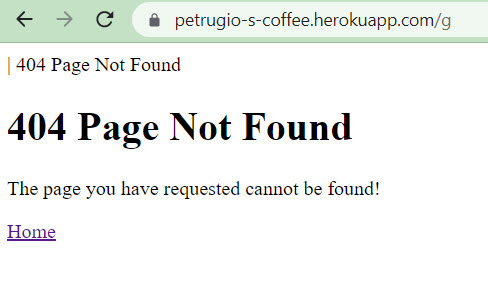 petrugio-s-coffee.herokuapp.com/g
| 404 Page Not Found
404 Page Not Found
The page you have requested cannot be found!
Home